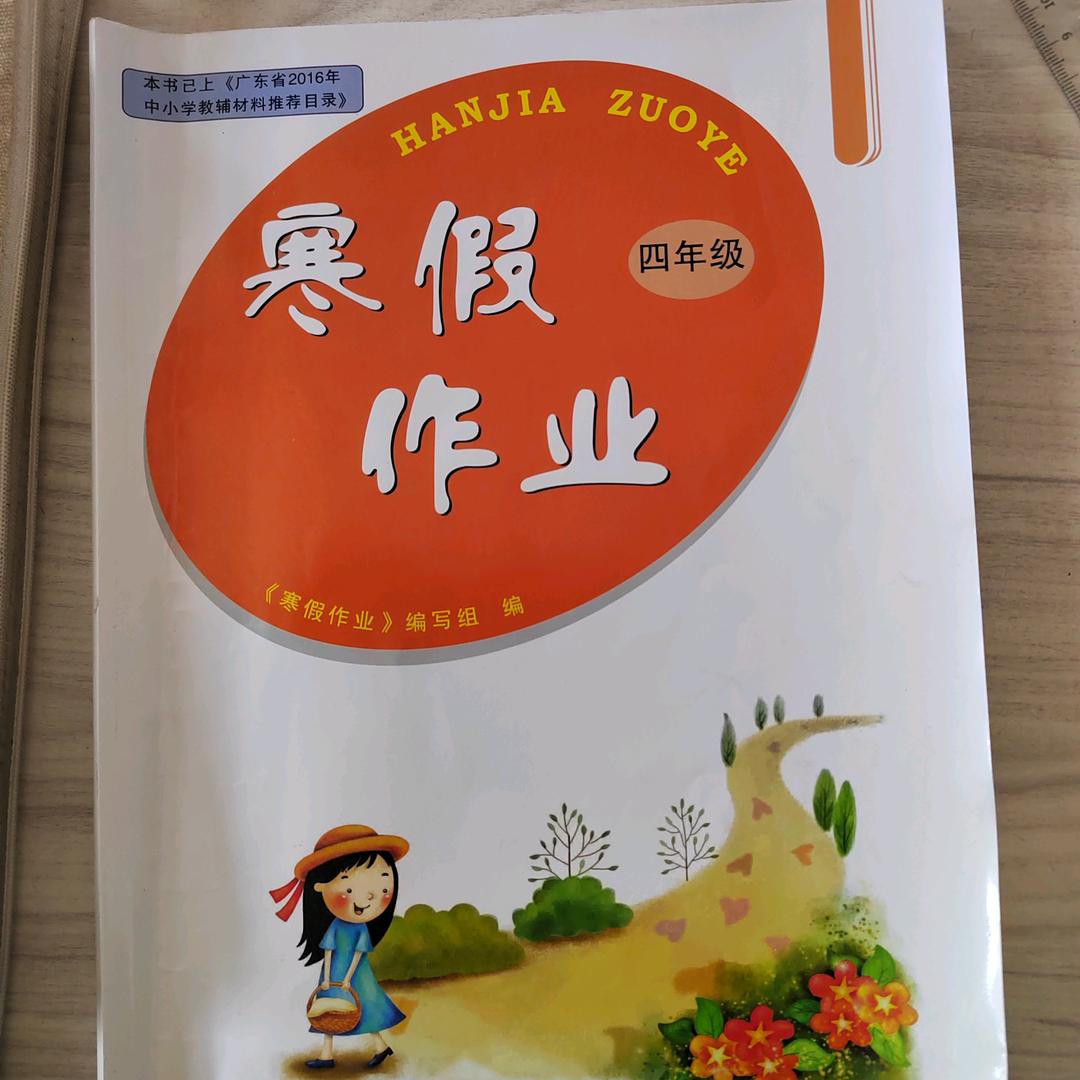 本书已上《广东省2016年
中小学教辅材料推荐目录》
HANJIA ZUOYE
寒假
四年级
作业
《寒假作业》编写组 编